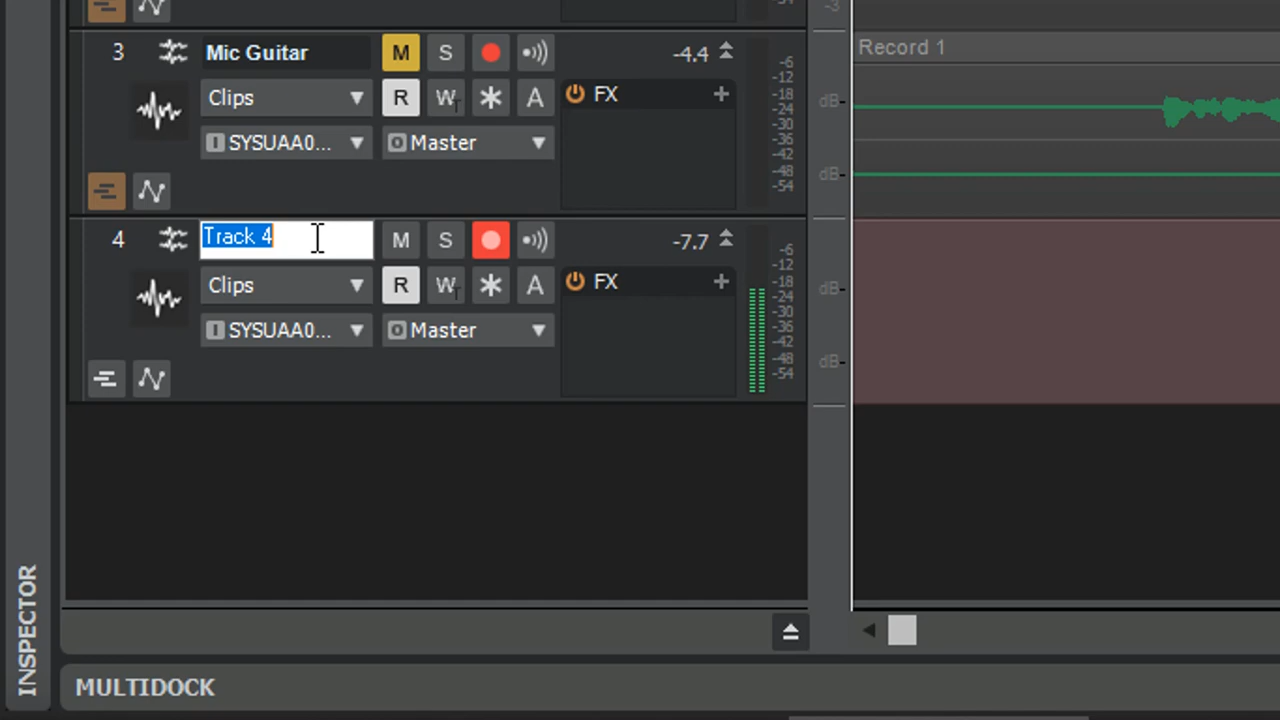 -3
3 Mic Guitar M S -4.4
Clips R W A FX +
I SYSUAA0... O Master
-6
-12
-18
-24
-30
-36
-42
-48
-54
Record 1
dB-
dB-
4 Track 4 M S -7.7
Clips R W A FX +
I SYSUAA0... O Master
-6
-12
-18
-24
-30
-36
-42
-48
-54
dB-
dB-
INSPECTOR
MULTIDOCK